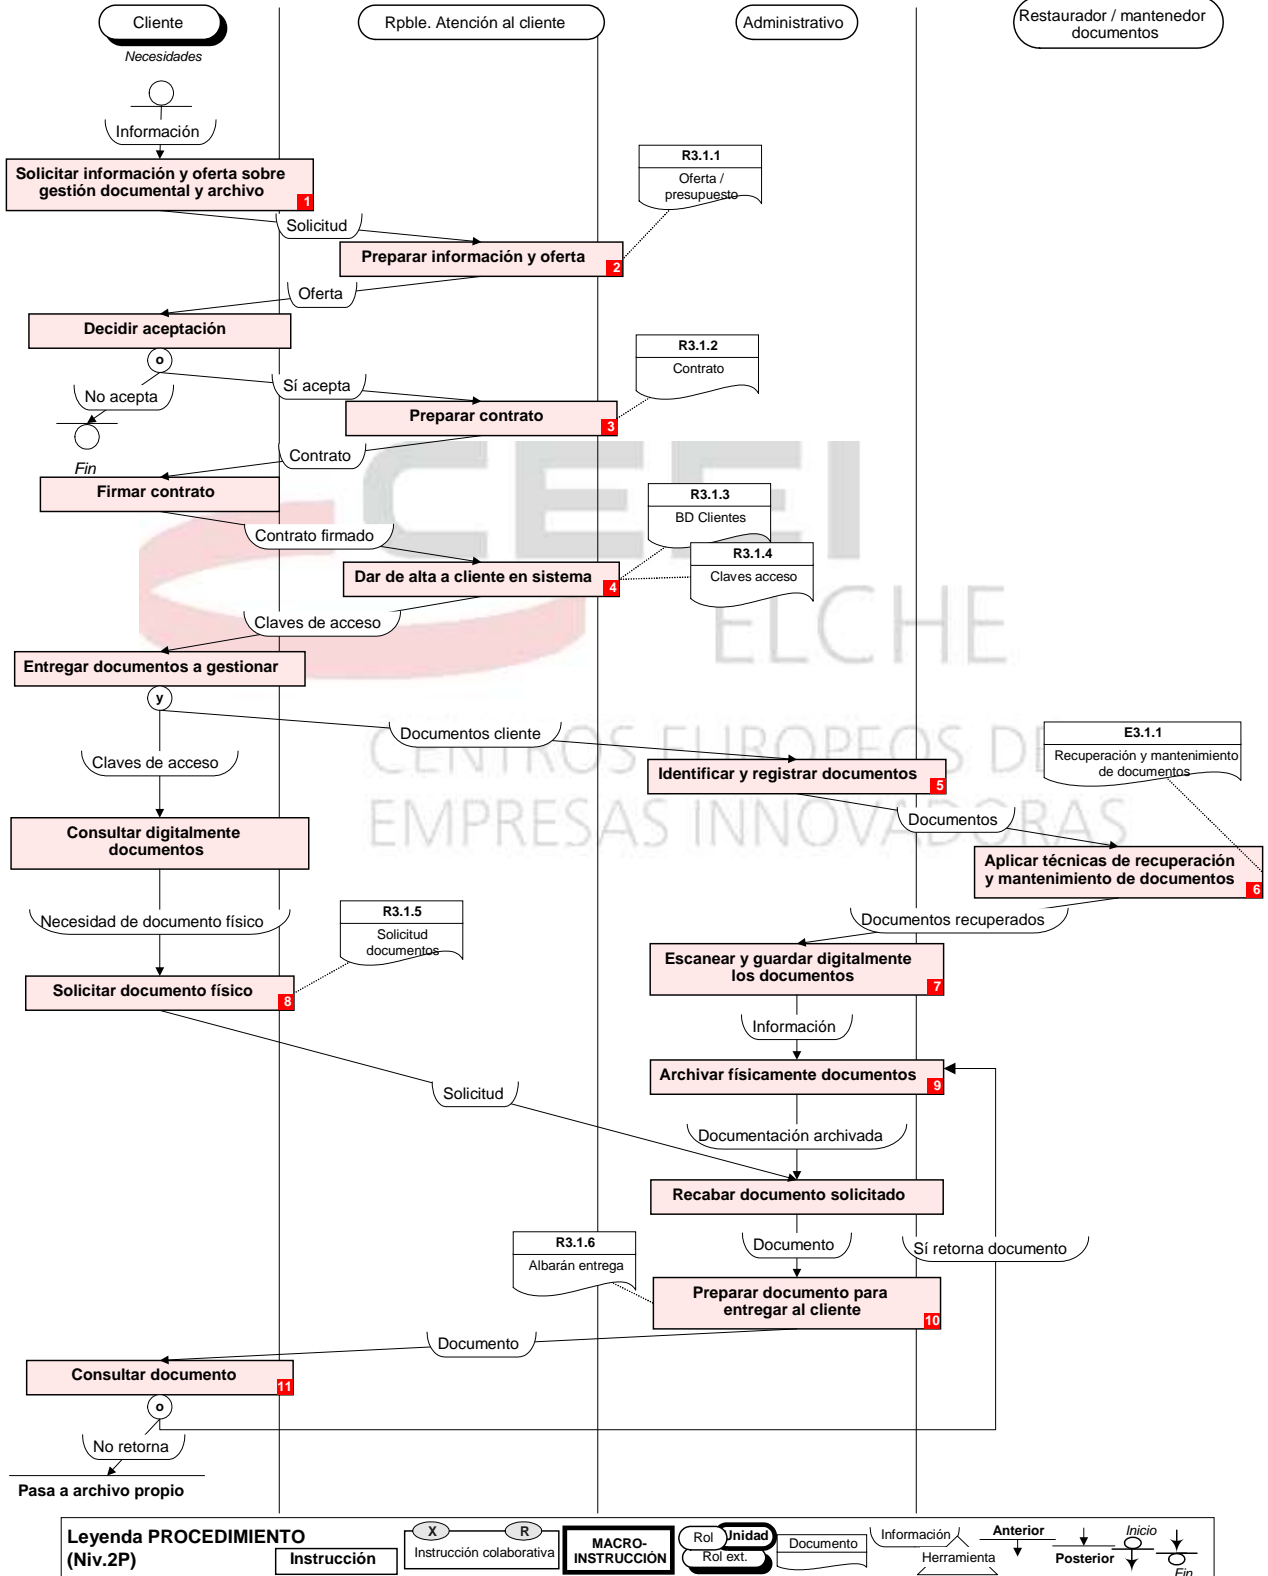 Cliente
Rpble. Atención al cliente
Administrativo
Restaurador / mantenedor
documentos
Necesidades
Información
Solicitar información y oferta sobre
gestión documental y archivo
1
R3.1.1
Oferta /
presupuesto
Solicitud
Preparar información y oferta
2
Oferta
Decidir aceptación
o
R3.1.2
Contrato
Sí acepta
No acepta
Preparar contrato
3
Contrato
Fin
Firmar contrato
CEEI
ELCHE
CENTROS EUROPEOS DE
EMPRESAS INNOVADORAS
R3.1.3
BD Clientes
Contrato firmado
R3.1.4
Claves acceso
Dar de alta a cliente en sistema
4
Claves de acceso
Entregar documentos a gestionar
y
Documentos cliente
E3.1.1
Recuperación y mantenimiento
de documentos
Claves de acceso
Identificar y registrar documentos
5
Documentos
Consultar digitalmente
documentos
Aplicar técnicas de recuperación
y mantenimiento de documentos
6
Necesidad de documento físico
R3.1.5
Solicitud
documentos
Documentos recuperados
Escanear y guardar digitalmente
los documentos
7
Solicitar documento físico
8
Información
Archivar físicamente documentos
9
Solicitud
Documentación archivada
Recabar documento solicitado
R3.1.6
Albarán entrega
Documento
Sí retorna documento
Preparar documento para
entregar al cliente
10
Documento
Consultar documento
11
o
No retorna
Pasa a archivo propio
Leyenda PROCEDIMIENTO
(Niv.2P)
Instrucción
X
R
Instrucción colaborativa
MACRO-
INSTRUCCIÓN
Rol
Unidad
Rol ext.
Documento
Información
Herramienta
Anterior
Posterior
Inicio
Fin